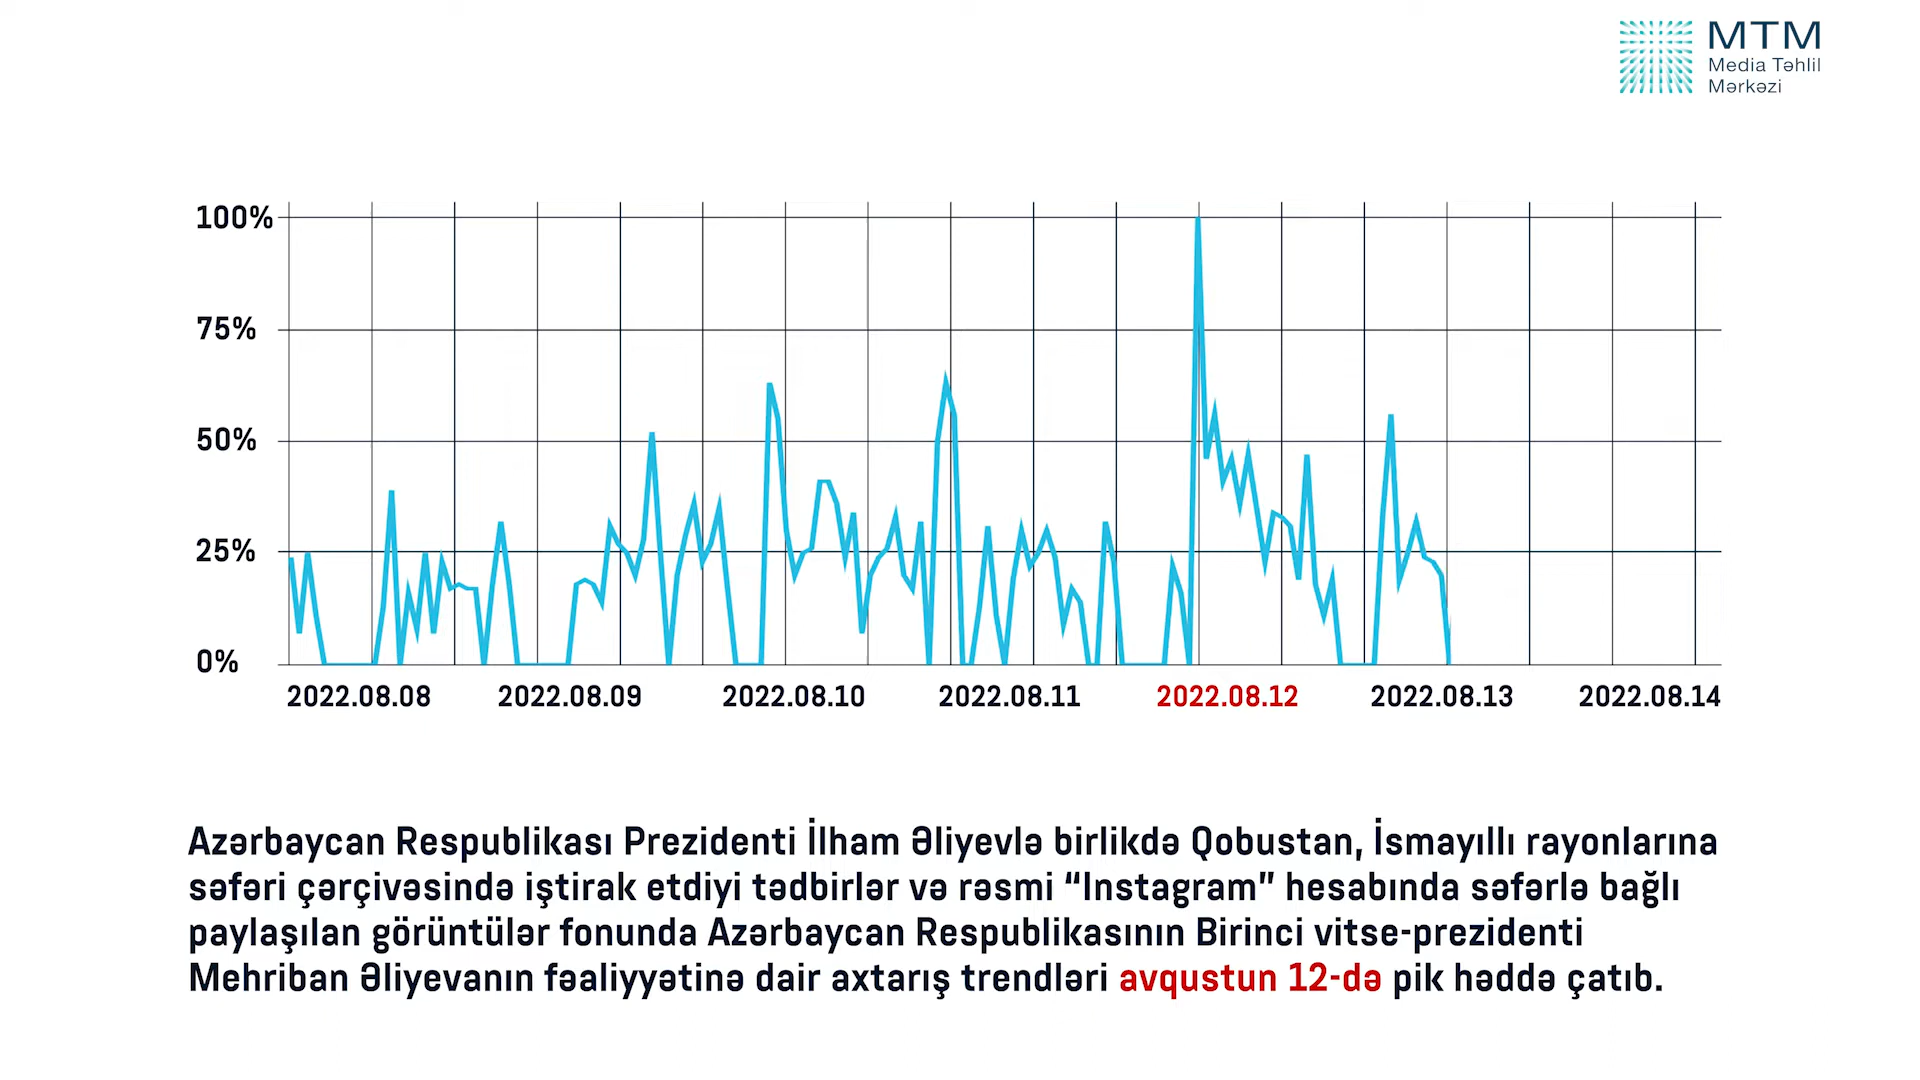 MTM
Media Təhlil
Mərkəzi
100%
75%
50%
25%
0%
2022.08.08 2022.08.09 2022.08.10 2022.08.11 2022.08.12 2022.08.13 2022.08.14
Azərbaycan Respublikası Prezidenti İlham Əliyevlə birlikdə Qobustan, İsmayıllı rayonlarına
səfəri çərçivəsində iştirak etdiyi tədbirlər və rəsmi “Instagram” hesabında səfərlə bağlı
paylaşılan görüntülər fonunda Azərbaycan Respublikasının Birinci vitse-prezidenti
Mehriban Əliyevanın fəaliyyətinə dair axtarış trendləri avqustun 12-də pik həddə çatıb.